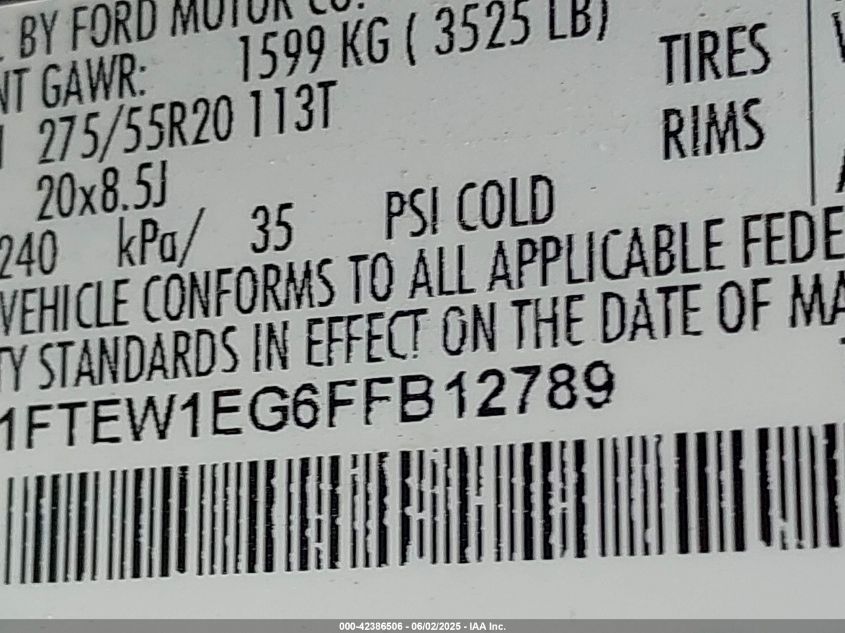 BY FORD MOTOR CO.
NT GAWR: 1599 KG ( 3525 LB)
275/55R20 113T TIRES
20x8.5J RIMS
240 kPa/ 35 PSI COLD
VEHICLE CONFORMS TO ALL APPLICABLE FEDE
TY STANDARDS IN EFFECT ON THE DATE OF MA
1FTEW1EG6FFB12789
000-42386506 - 06/02/2025 - IAA Inc.